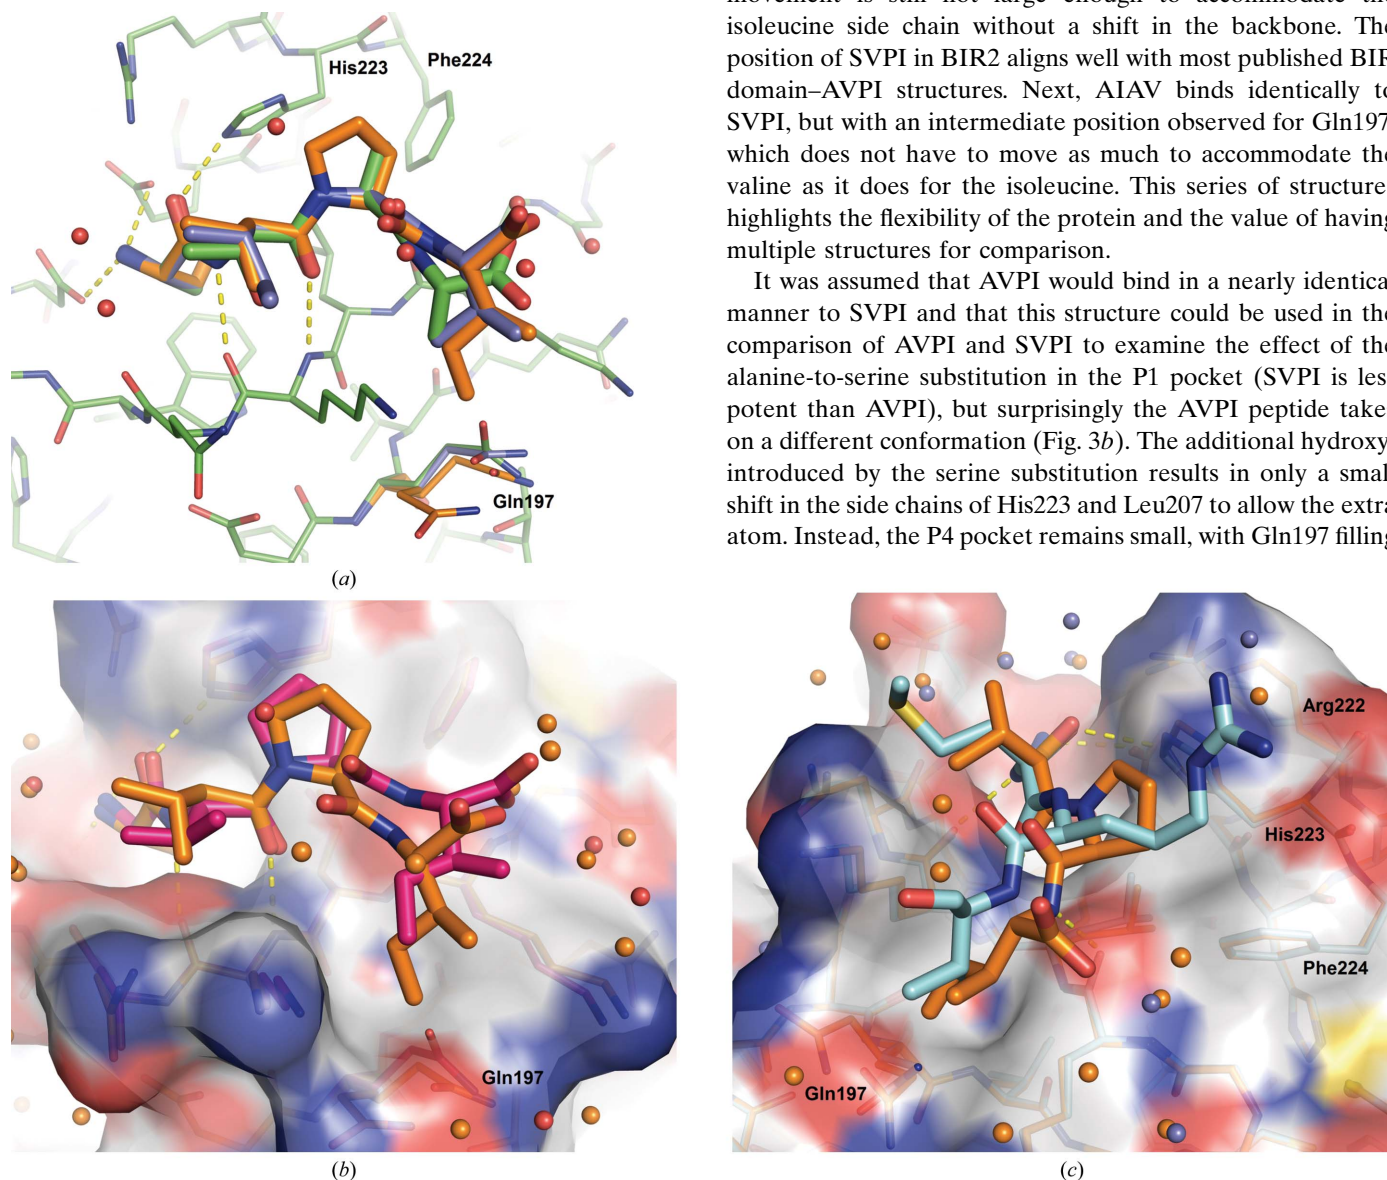 His223
Phe224
Gln197
(a)
isoleucine side chain without a shift in the backbone. The
position of SVPI in BIR2 aligns well with most published BIR
domain–AVPI structures. Next, AIAV binds identically to
SVPI, but with an intermediate position observed for Gln197
which does not have to move as much to accommodate the
valine as it does for the isoleucine. This series of structure
highlights the flexibility of the protein and the value of having
multiple structures for comparison.
It was assumed that AVPI would bind in a nearly identica
manner to SVPI and that this structure could be used in the
comparison of AVPI and SVPI to examine the effect of the
alanine-to-serine substitution in the P1 pocket (SVPI is les
potent than AVPI), but surprisingly the AVPI peptide take
on a different conformation (Fig. 3b). The additional hydroxy
introduced by the serine substitution results in only a smal
shift in the side chains of His223 and Leu207 to allow the extra
atom. Instead, the P4 pocket remains small, with Gln197 filling
Gln197
(b)
Arg222
His223
Phe224
Gln197
(c)